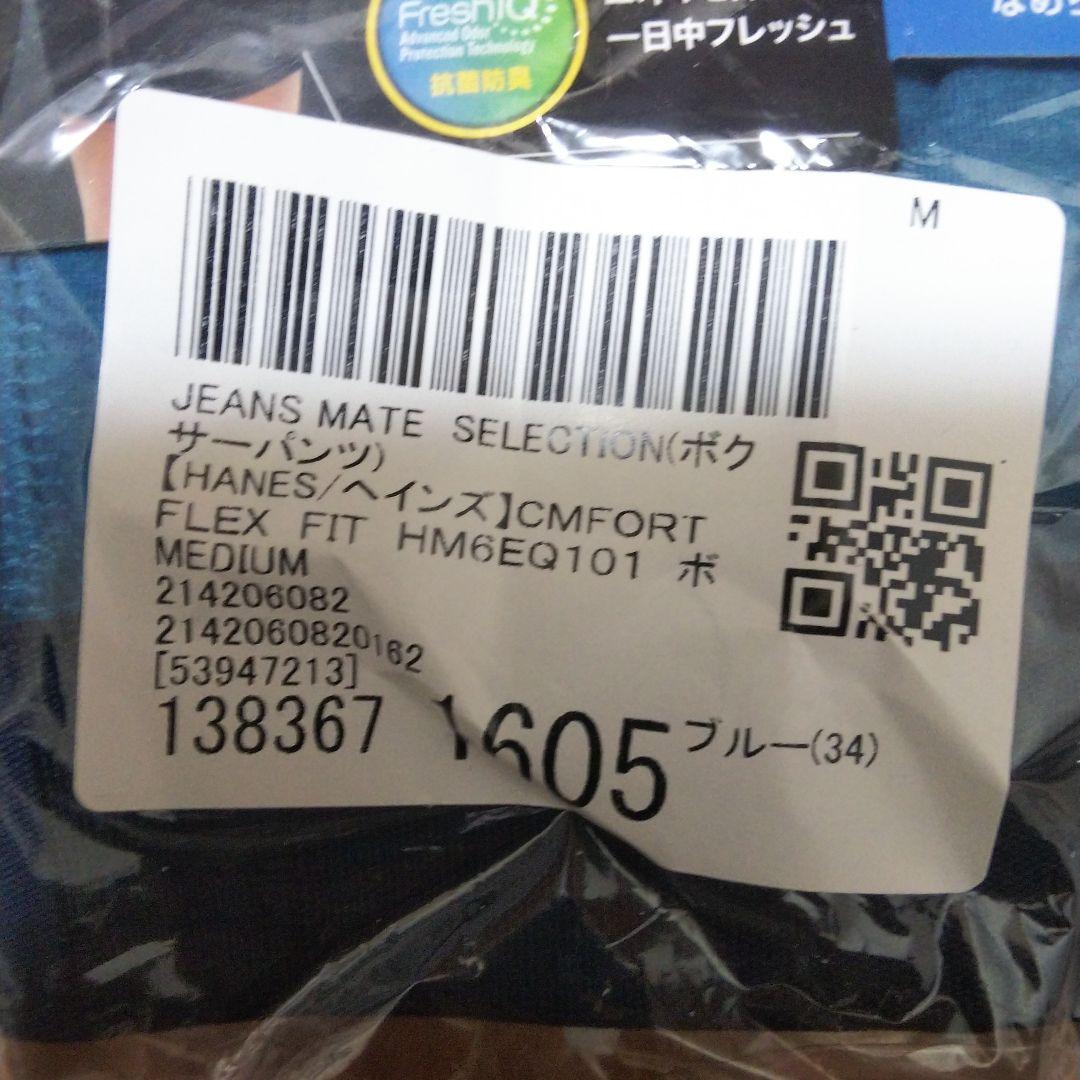 FreshIQ
Advanced Odor
Protection Technology
抗菌防臭
一日中フレッシュ
M
JEANS MATE SELECTION(ボク
サーパンツ)
【HANES/ヘインズ】CMFORT
FLEX FIT HM6EQ101 ボ
MEDIUM
214206082
2142060820162
[53947213]
138367 1605 ブルー(34)